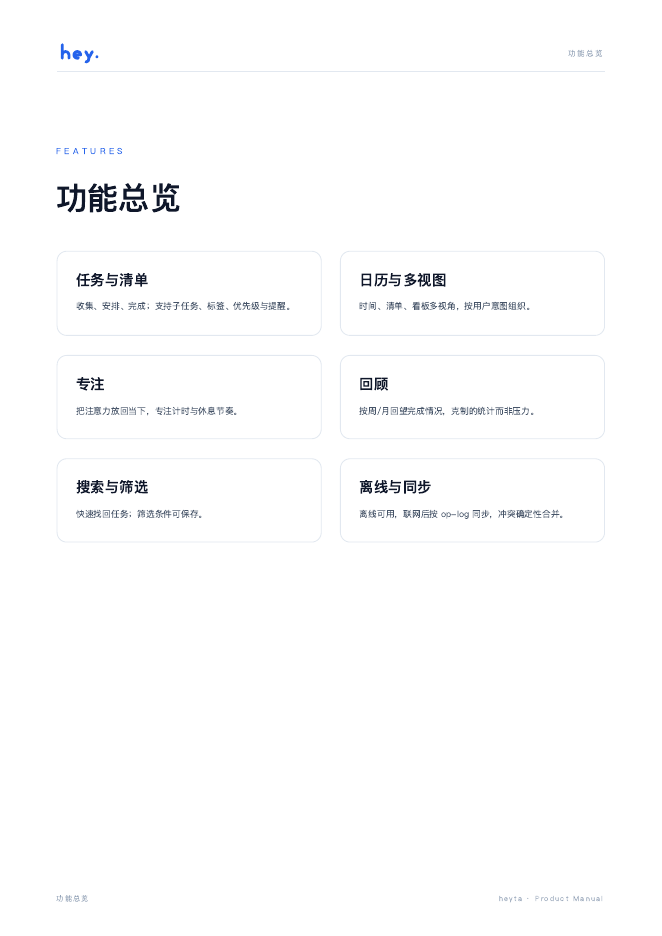 hey.
功能总览
FEATURES
功能总览
任务与清单
收集、安排、完成；支持子任务、标签、优先级与提醒。
日历与多视图
时间、清单、看板多视角，按用户意图组织。
专注
把注意力放回当下，专注计时与休息节奏。
回顾
按周/月回望完成情况，克制的统计而非压力。
搜索与筛选
快速找回任务；筛选条件可保存。
离线与同步
离线可用，联网后按 op-log 同步，冲突确定性合并。
功能总览
heyta · Product Manual